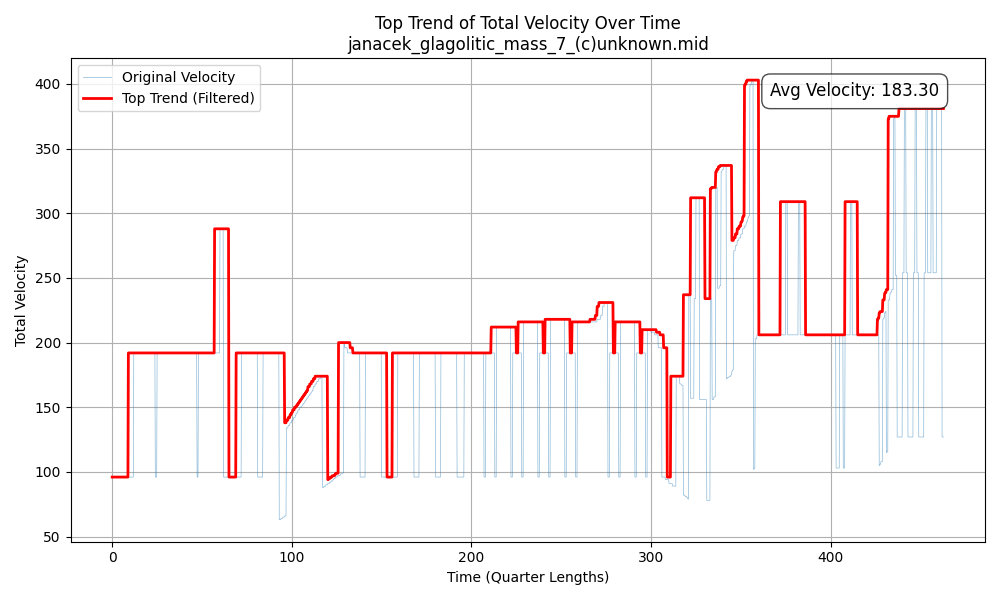 Top Trend of Total Velocity Over Time
janacek_glagolitic_mass_7_(c)unknown.mid
Original Velocity
Top Trend (Filtered)
Avg Velocity: 183.30
Total Velocity
400
350
300
250
200
150
100
50
0
100
200
300
400
Time (Quarter Lengths)